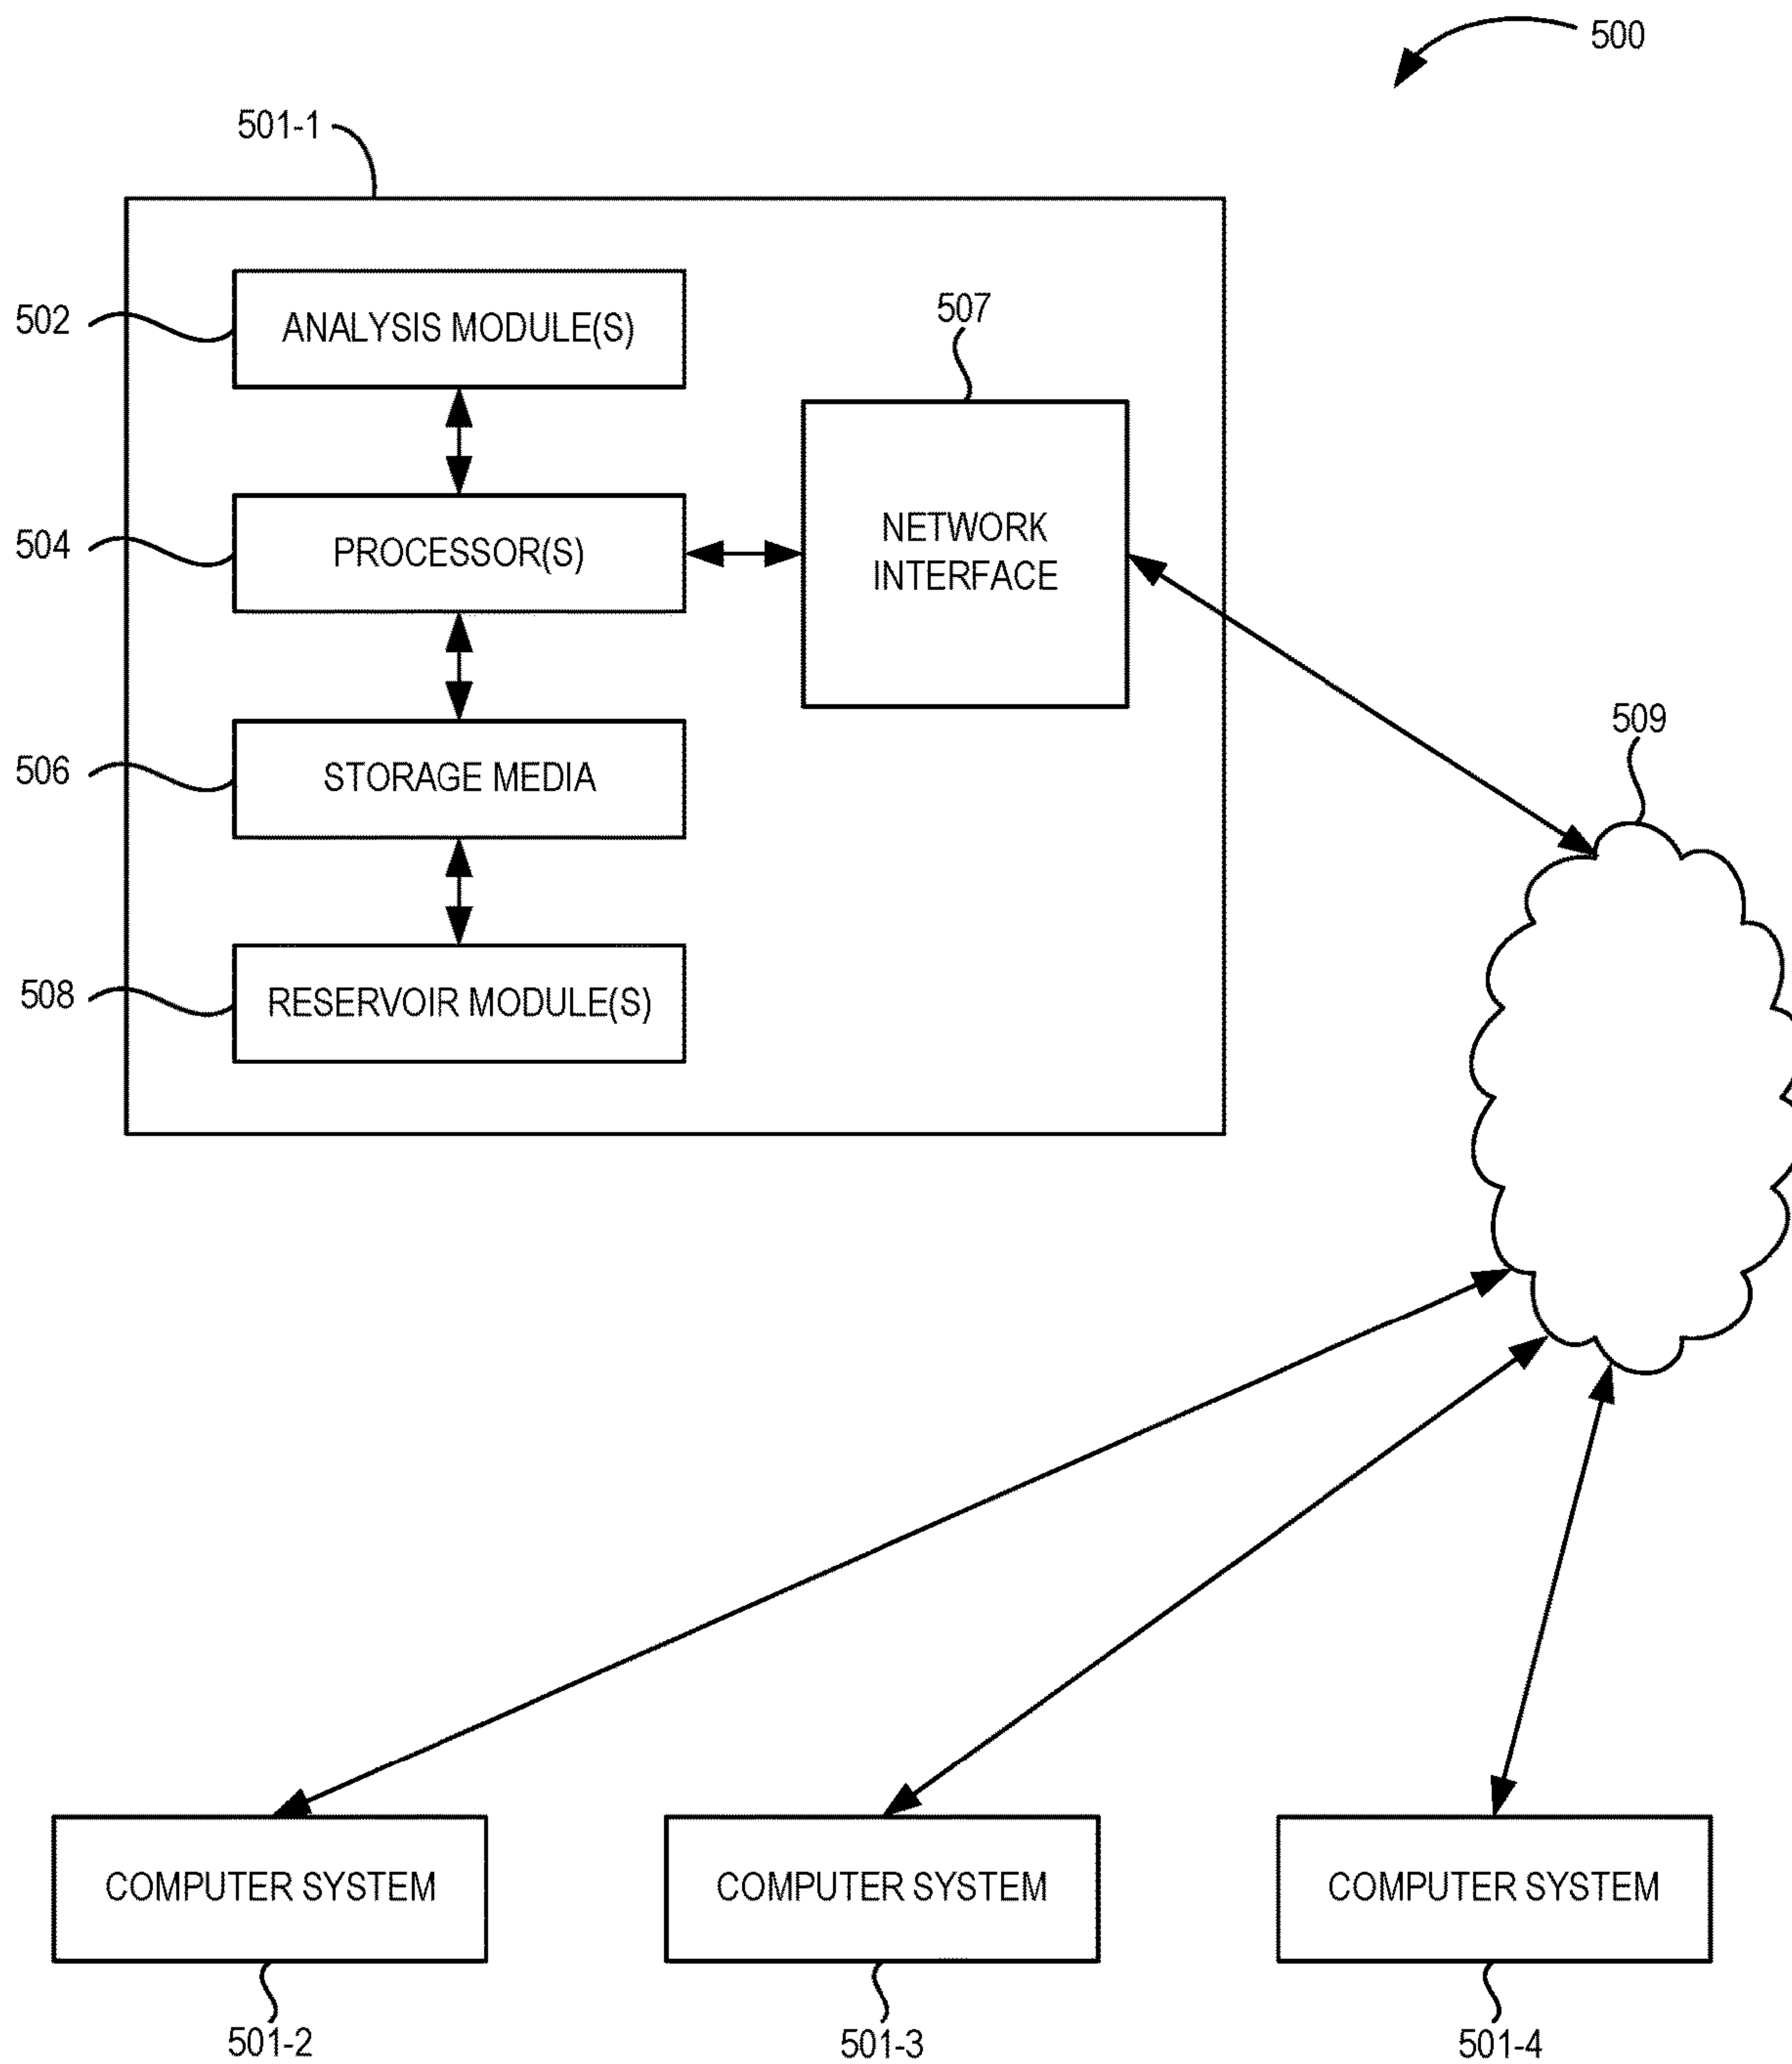 500
501-1
502
ANALYSIS MODULE(S)
507
504
PROCESSOR(S)
NETWORK
INTERFACE
506
STORAGE MEDIA
509
508
RESERVOIR MODULE(S)
COMPUTER SYSTEM
COMPUTER SYSTEM
COMPUTER SYSTEM
501-2
501-3
501-4